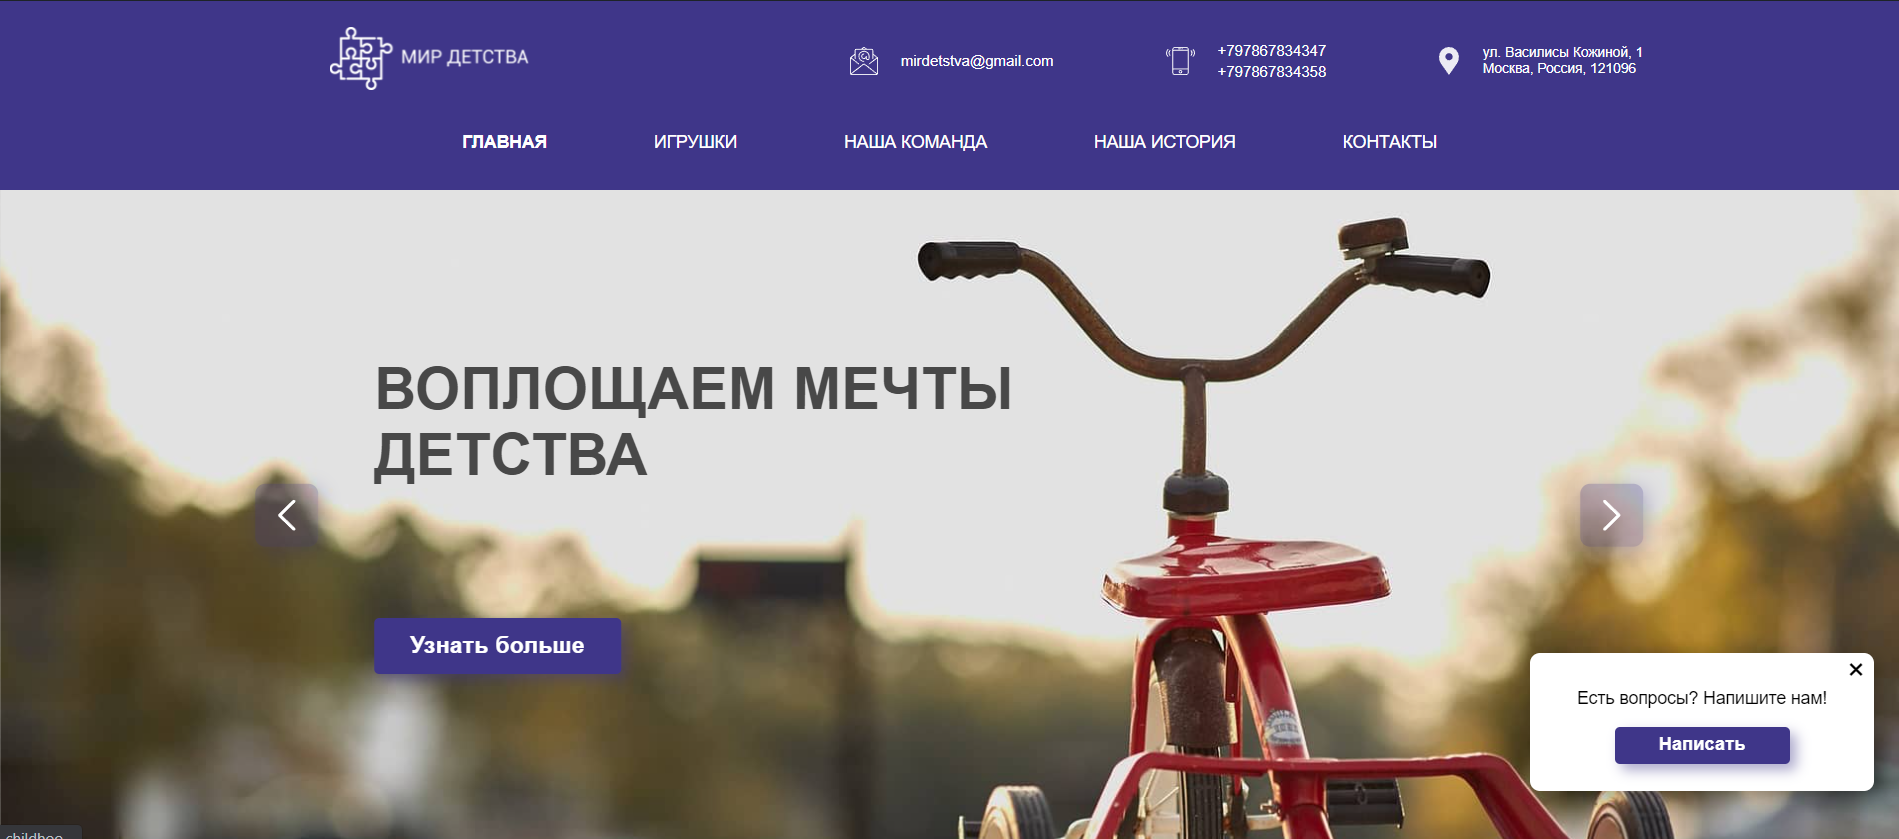 МИР ДЕТСТВА
mirdetstva@gmail.com
+797867834347
+797867834358
ул. Василисы Кожиной, 1
Москва, Россия, 121096
ГЛАВНАЯ
ИГРУШКИ
НАША КОМАНДА
НАША ИСТОРИЯ
КОНТАКТЫ
ВОПЛОЩАЕМ МЕЧТЫ
ДЕТСТВА
Узнать больше
Есть вопросы? Напишите нам!
Написать